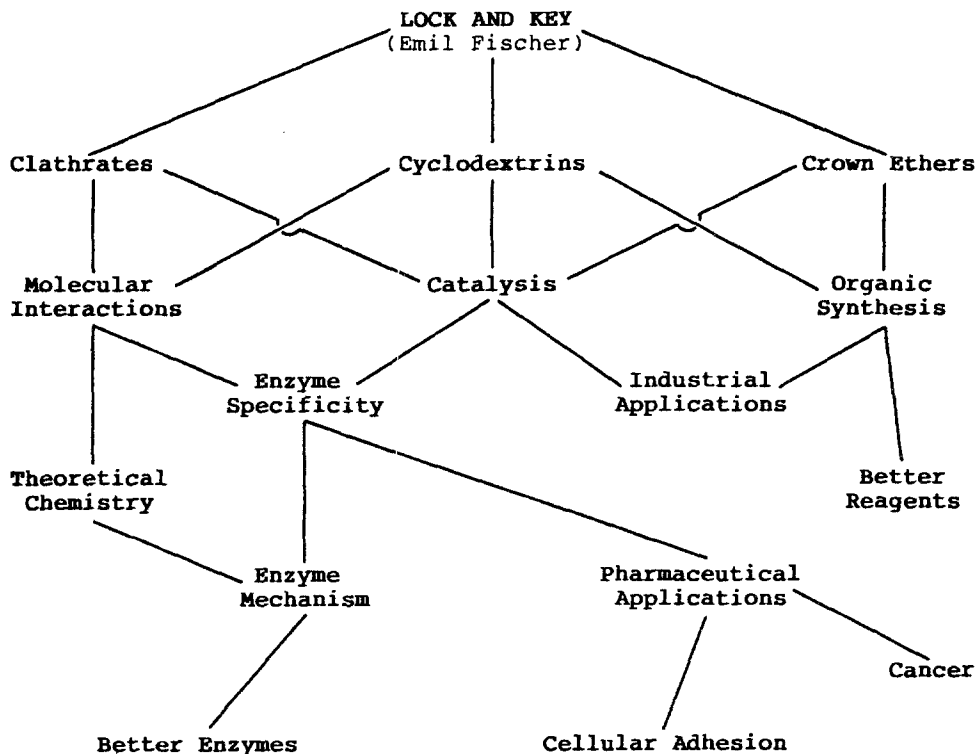 LOCK AND KEY
(Emil Fischer)
Clathrates
Cyclodextrins
Crown Ethers
Molecular
Interactions
Catalysis
Organic
Synthesis
Enzyme
Specificity
Industrial
Applications
Theoretical
Chemistry
Better
Reagents
Enzyme
Mechanism
Pharmaceutical
Applications
Cancer
Better Enzymes
Cellular Adhesion